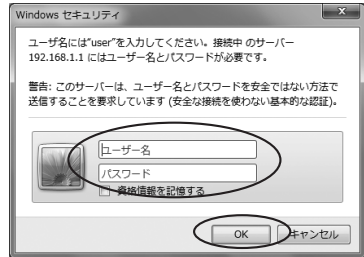 Windows セキュリティ
ユーザ名には"user"を入力してください。接続中 のサーバー
192.168.1.1 にはユーザー名とパスワードが必要です。
警告: このサーバーは、ユーザー名とパスワードを安全ではない方法で
送信することを要求しています (安全な接続を使わない基本的な認証)。
ユーザー名
パスワード
資格情報を記憶する
OK キャンセル